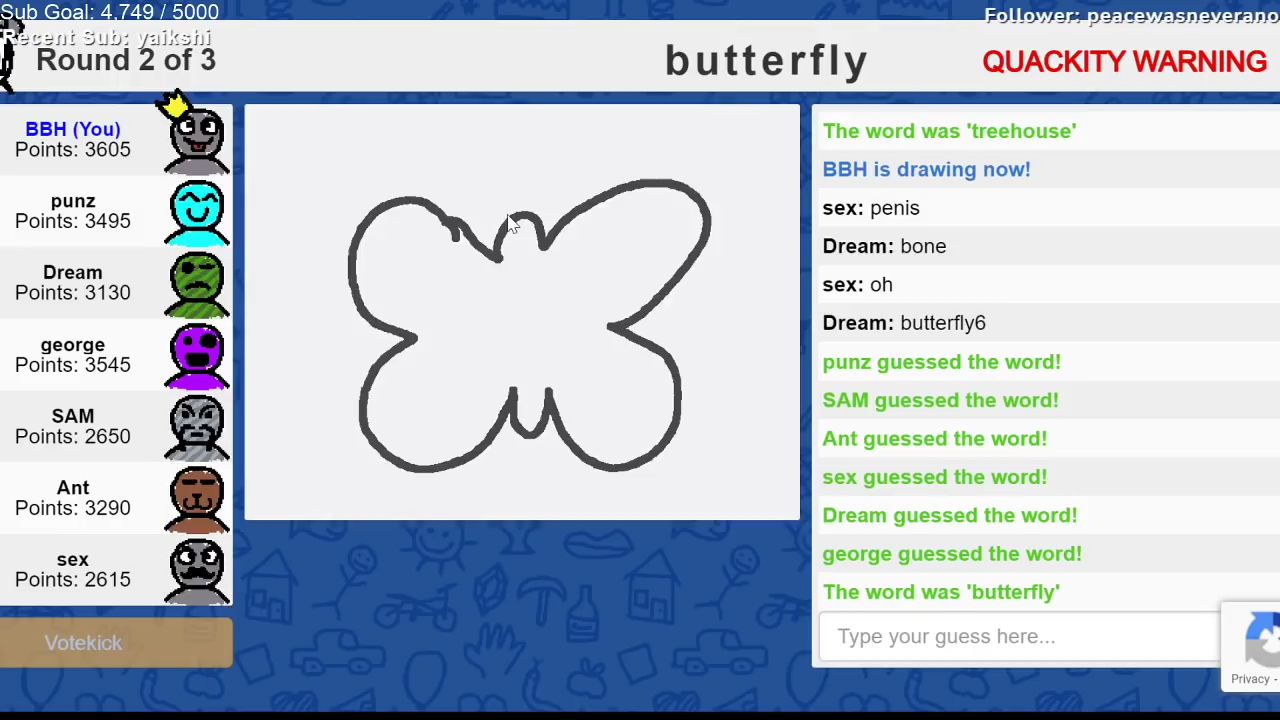 Sub Goal: 4.749 / 5000
Follower: peacewasneverano
Recent Sub: yaikshi
Round 2 of 3
butterfly
QUACKITY WARNING
BBH (You)
Points: 3605
punz
Points: 3495
Dream
Points: 3130
george
Points: 3545
SAM
Points: 2650
Ant
Points: 3290
sex
Points: 2615
Votekick
The word was 'treehouse'
BBH is drawing now!
sex: penis
Dream: bone
sex: oh
Dream: butterfly6
punz guessed the word!
SAM guessed the word!
Ant guessed the word!
sex guessed the word!
Dream guessed the word!
george guessed the word!
The word was 'butterfly'
Type your guess here...
Privacy -